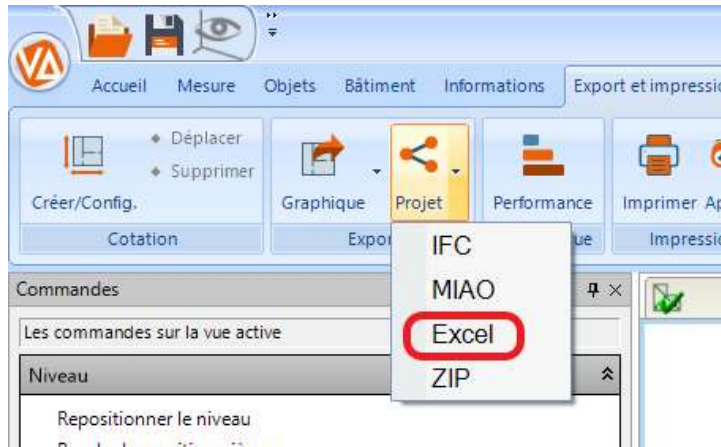 Accueil Mesure Objets Bâtiment Informations Export et impressio
Déplacer
Supprimer
Créer/Config. Graphique Projet Performance Imprimer
Cotation
IFC
MIAO
Excel
ZIP
Commandes
Les commandes sur la vue active
Niveau
Repositionner le niveau